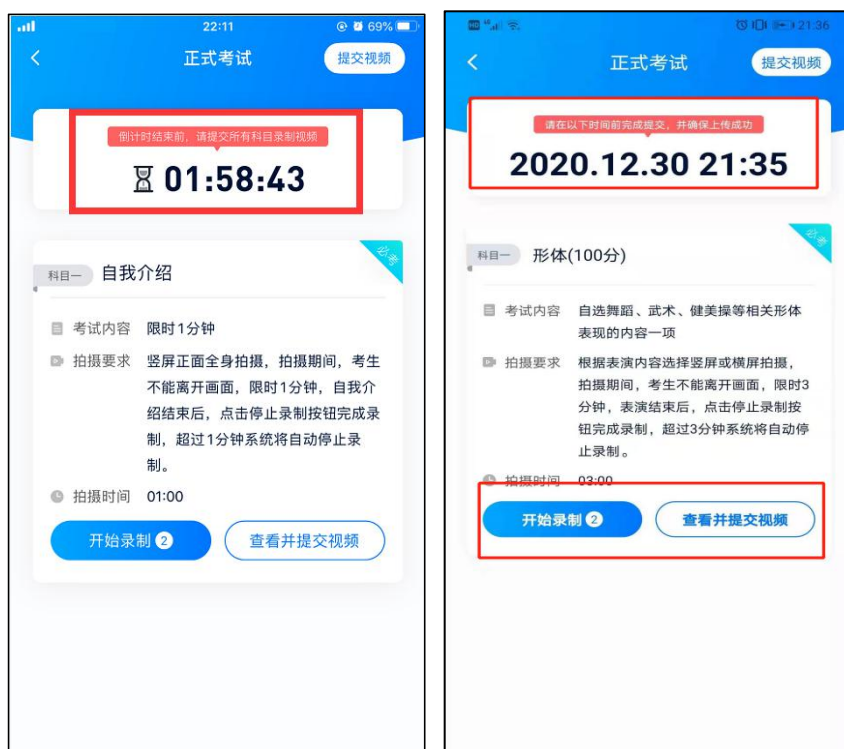 22:11
69%
正式考试
提交视频
倒计时结束前，请提交所有科目录制视频
01:58:43
必考
科目一 自我介绍
考试内容 限时1分钟
拍摄要求 竖屏正面全身拍摄，拍摄期间，考生
不能离开画面，限时1分钟，自我介
绍结束后，点击停止录制按钮完成录
制，超过1分钟系统将自动停止录
制。
拍摄时间 01:00
开始录制 2
查看并提交视频
21:36
正式考试
提交视频
请在以下时间前完成提交，并确保上传成功
2020.12.30 21:35
必考
科目一 形体(100分)
考试内容 自选舞蹈、武术、健美操等相关形体
表现的内容一项
拍摄要求 根据表演内容选择竖屏或横屏拍摄，
拍摄期间，考生不能离开画面，限时3
分钟，表演结束后，点击停止录制按
钮完成录制，超过3分钟系统将自动停
止录制。
拍摄时间 03:00
开始录制 2
查看并提交视频